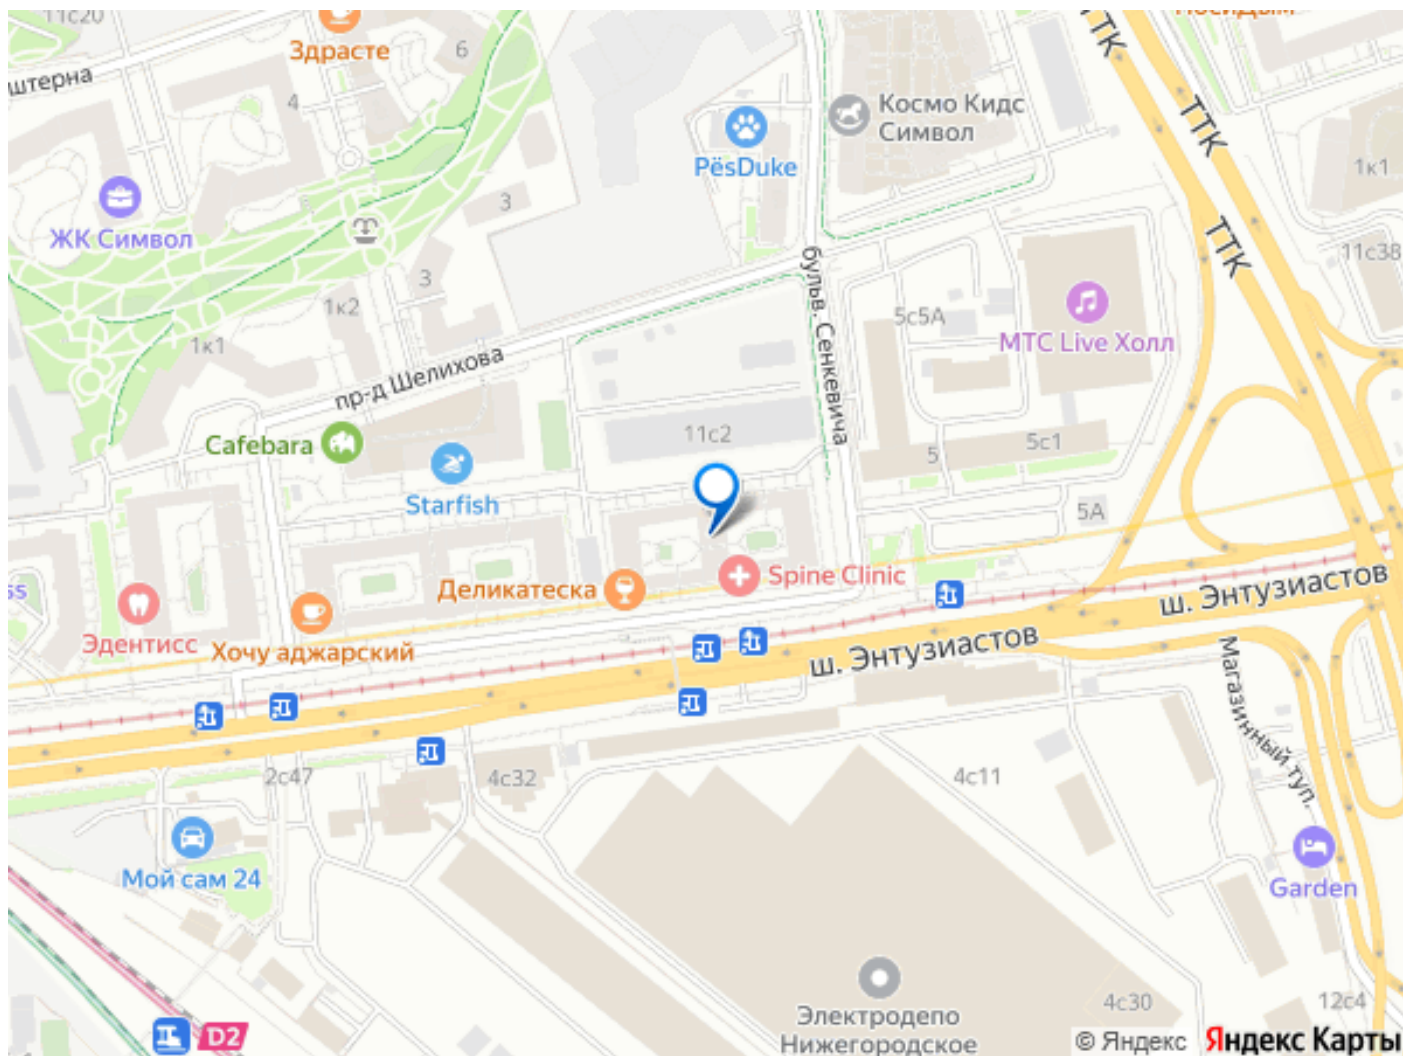 11с20
Здрасте
6
штерна
4
ТТК
Космо Кидс
Символ
ТТК
PёsDuke
1к1
3
ЖК Символ
ТТК
11с38
бульв. Сенкевича
3
1к2
5с5А
МТС Live Холл
1к1
пр-д Шелихова
11с2
5с1
5
Cafebara
Starfish
5А
Spine Clinic
Деликатеска
ss
ш. Энтузиастов
Эдентисс
Хочу аджарский
ш. Энтузиастов
Магазинный туп.
2с47
4с32
4с11
Мой сам 24
Garden
4с30
12с4
Электродепо
Нижегородское
D2
© Яндекс
Яндекс Карты